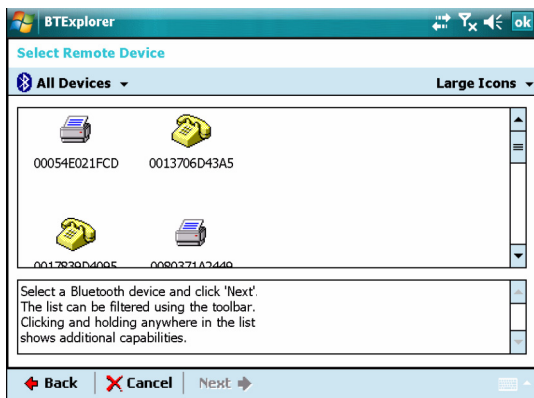 BTExplorer
ok
Select Remote Device
All Devices
Large Icons
00054E021FCD
0013706D43A5
0017839D4095
0080371A2449
Select a Bluetooth device and click 'Next'.
The list can be filtered using the toolbar.
Clicking and holding anywhere in the list
shows additional capabilities.
Back
Cancel
Next